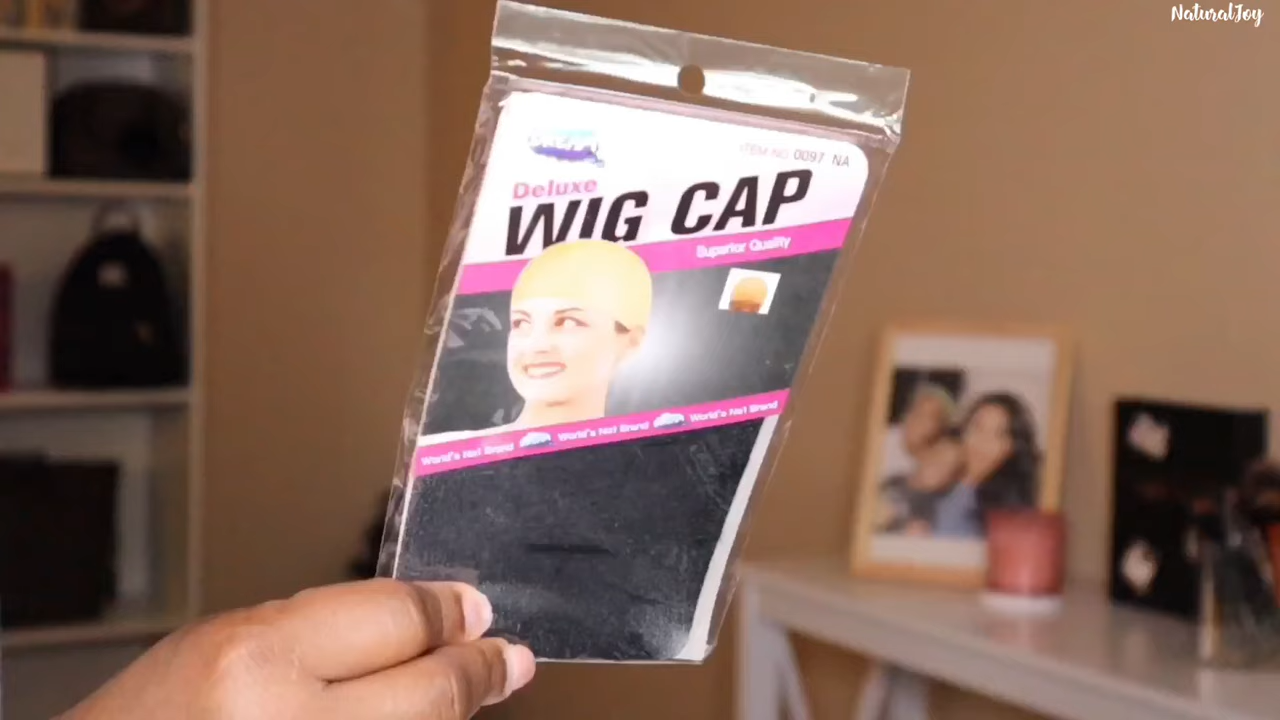 NaturalJoy
ITEM NO. 0097 NA
Deluxe
WIG CAP
Superior Quality
World's No1 Brand World's No1 Brand World's No1 Brand